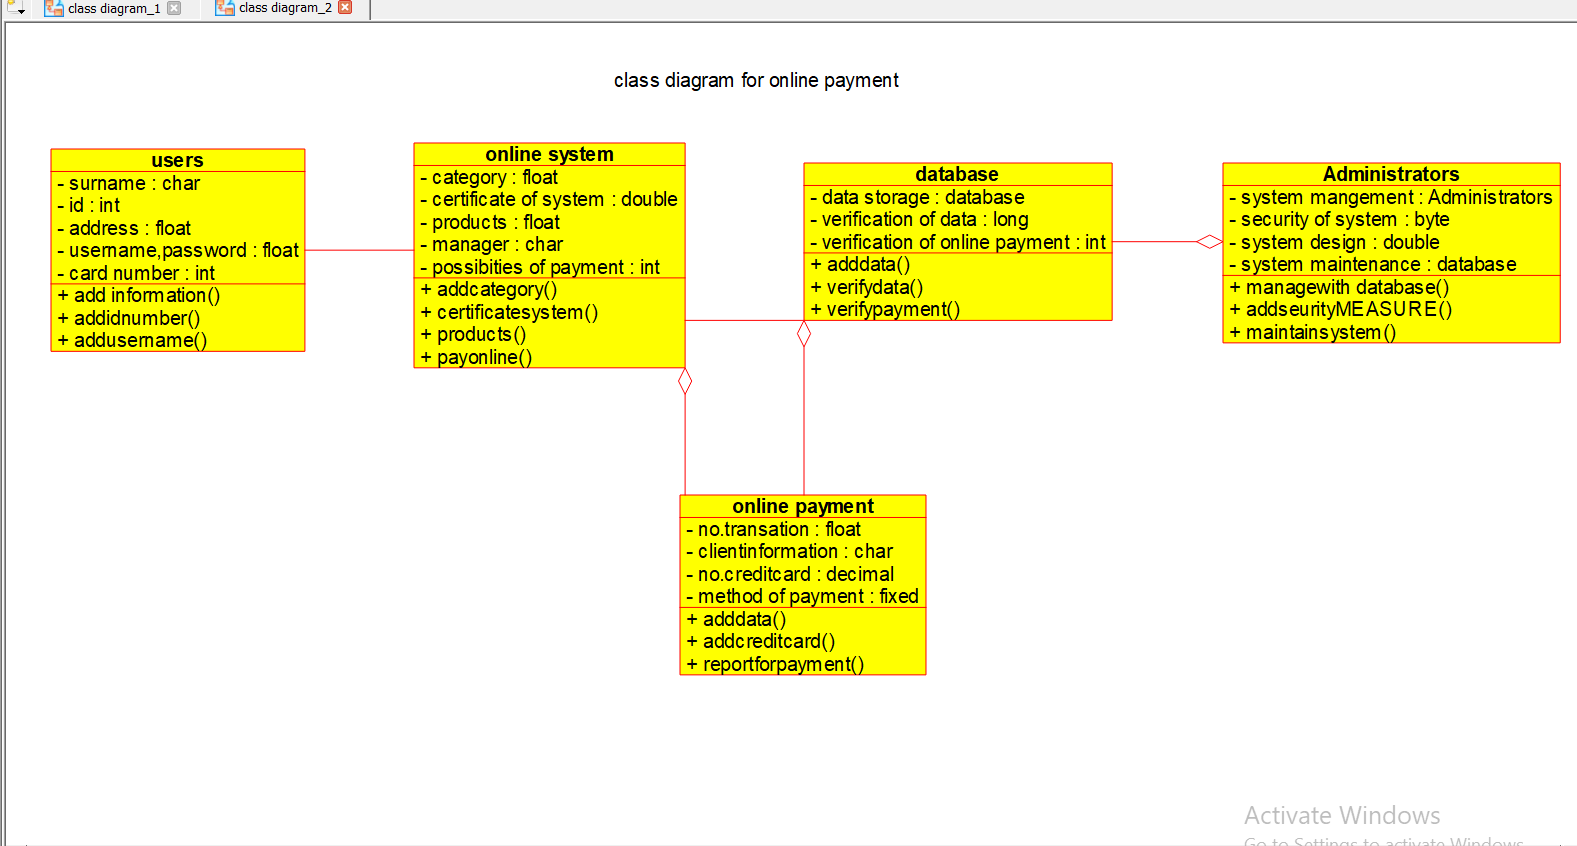 class diagram_1
class diagram_2
class diagram for online payment
users
- surname : char
- id : int
- address : float
- username,password : float
- card number : int
+ add information()
+ addidnumber()
+ addusername()
online system
- category : float
- certificate of system : double
- products : float
- manager : char
- possibities of payment : int
+ addcategory()
+ certificatesystem()
+ products()
+ payonline()
database
- data storage : database
- verification of data : long
- verification of online payment : int
+ adddata()
+ verifydata()
+ verifypayment()
Administrators
- system mangement : Administrators
- security of system : byte
- system design : double
- system maintenance : database
+ managewith database()
+ addseurityMEASURE()
+ maintainsystem()
online payment
- no.transation : float
- clientinformation : char
- no.creditcard : decimal
- method of payment : fixed
+ adddata()
+ addcreditcard()
+ reportforpayment()
Activate Windows
Go to Settings to activate Windows.